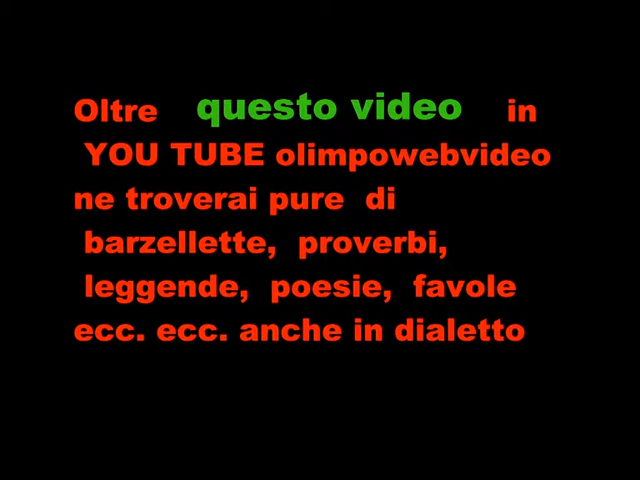 Oltre questo video in
YOU TUBE olimpowebvideo
ne troverai pure di
barzellette, proverbi,
leggende, poesie, favole
ecc. ecc. anche in dialetto